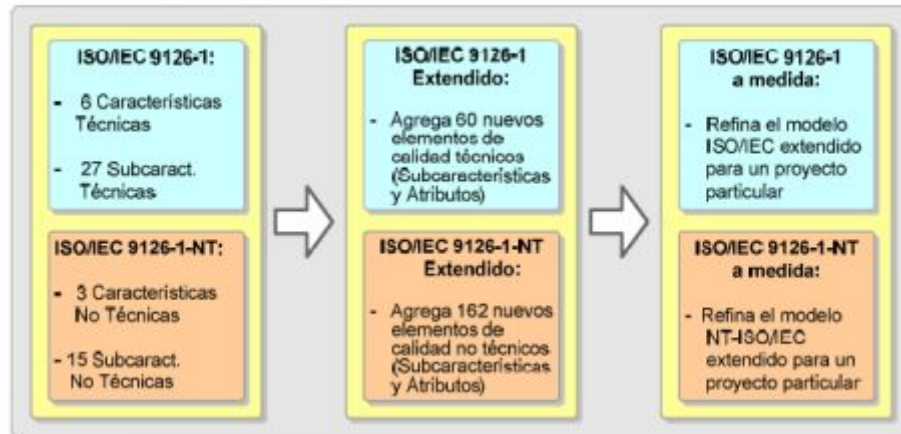 ISO/IEC 9126-1:
- 6 Características
Técnicas
- 27 Subcaract.
Técnicas
ISO/IEC 9126-1-NT:
- 3 Características
No Técnicas
- 15 Subcaract.
No Técnicas
ISO/IEC 9126-1
Extendido:
- Agrega 60 nuevos
elementos de
calidad técnicos
(Subcaracterísticas
y Atributos)
ISO/IEC 9126-1-NT
Extendido:
- Agrega 162 nuevos
elementos de
calidad no técnicos
(Subcaracterísticas
y Atributos)
ISO/IEC 9126-1
a medida:
- Refina el modelo
ISO/IEC extendido
para un proyecto
particular
ISO/IEC 9126-1-NT
a medida:
- Refina el modelo
NT-ISO/IEC
extendido para un
proyecto particular